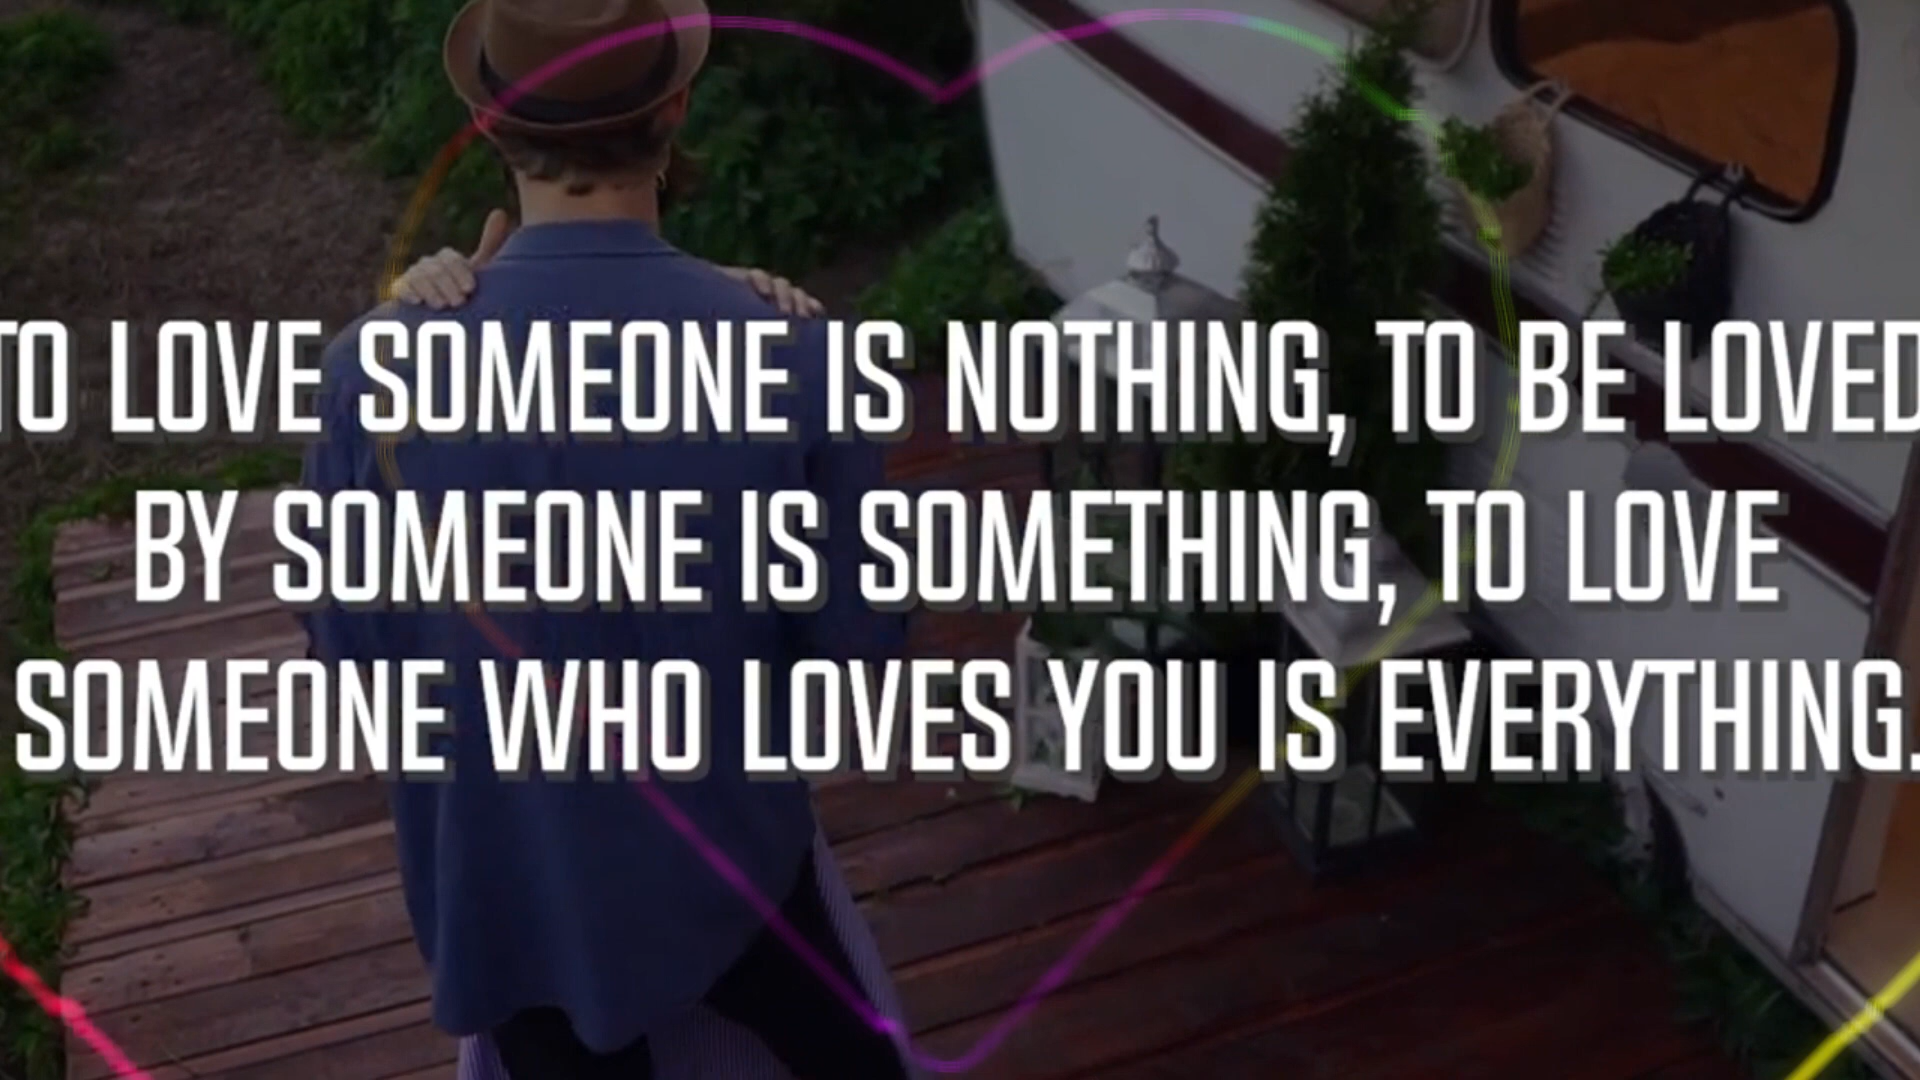 TO LOVE SOMEONE IS NOTHING, TO BE LOVED
BY SOMEONE IS SOMETHING, TO LOVE
SOMEONE WHO LOVES YOU IS EVERYTHING.